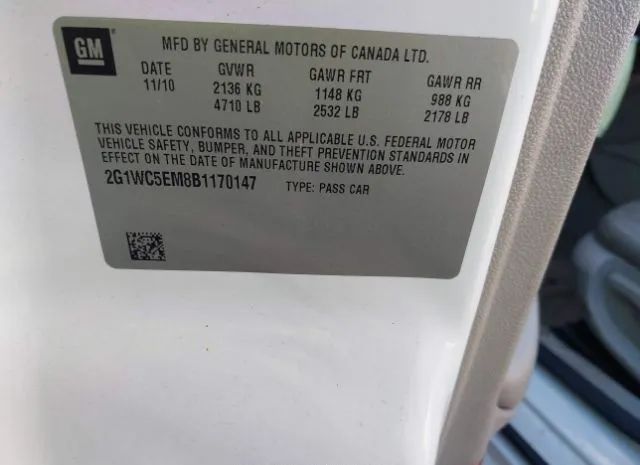 GM
MFD BY GENERAL MOTORS OF CANADA LTD.
DATE GVWR GAWR FRT GAWR RR
11/10 2136 KG 1148 KG 988 KG
4710 LB 2532 LB 2178 LB
THIS VEHICLE CONFORMS TO ALL APPLICABLE U.S. FEDERAL MOTOR
VEHICLE SAFETY, BUMPER, AND THEFT PREVENTION STANDARDS IN
EFFECT ON THE DATE OF MANUFACTURE SHOWN ABOVE.
2G1WC5EM8B1170147 TYPE: PASS CAR